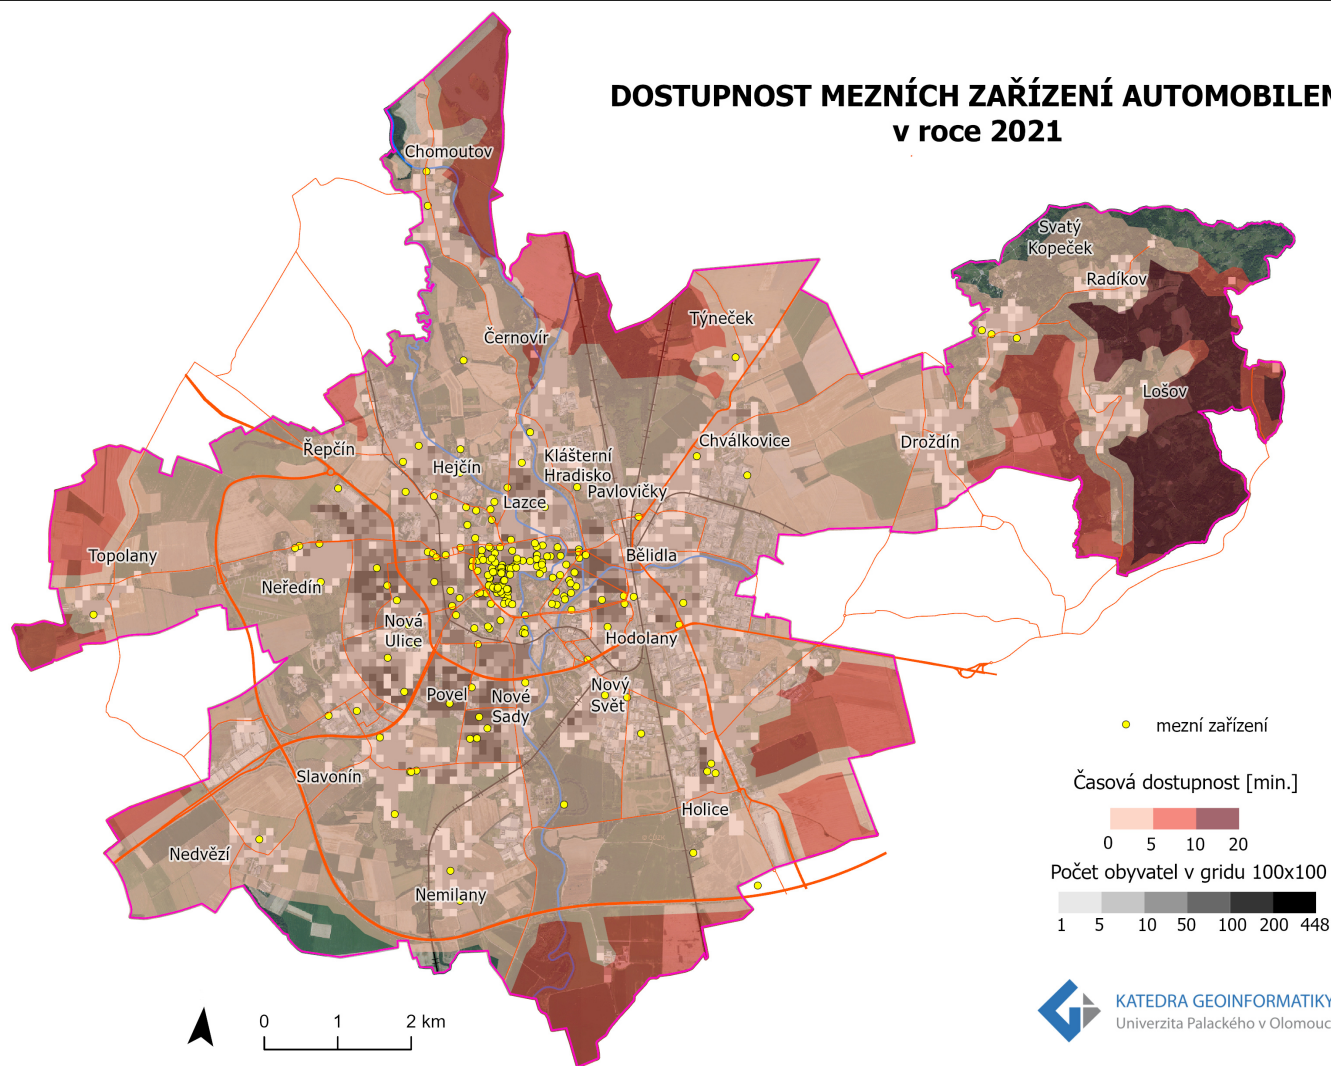 DOSTUPNOST MEZNÍCH ZAŘÍZENÍ AUTOMOBILEM
v roce 2021
Chomoutov
Svatý
Kopeček
Radíkov
Týneček
Černovír
Lošov
Chválkovice
Droždín
Řepčín
Klášterní
Hradisko
Hejčín
Pavlovičky
Lazce
Topolany
Bělidla
Neředín
Nová
Ulice
Hodolany
Nový
Svět
Povel
Nové
Sady
mezní zařízení
Slavonín
Časová dostupnost [min.]
Holice
0 5 10 20
Nedvězí
Počet obyvatel v gridu 100x100
Nemilany
1 5 10 50 100 200 448
0 1 2 km
KATEDRA GEOINFORMATIKY
Univerzita Palackého v Olomouc